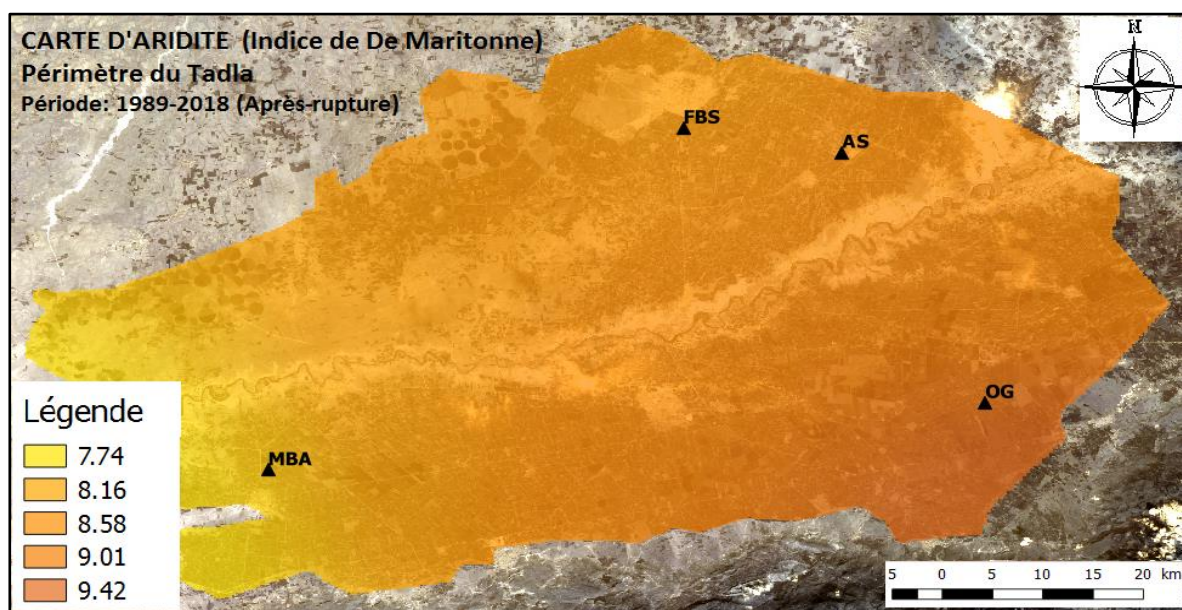 CARTE D'ARIDITE (Indice de De Maritonne)
Périmètre du Tadla
Période: 1989-2018 (Après-rupture)
N
FBS
AS
OG
MBA
Légende
7.74
8.16
8.58
9.01
9.42
5 0 5 10 15 20 km